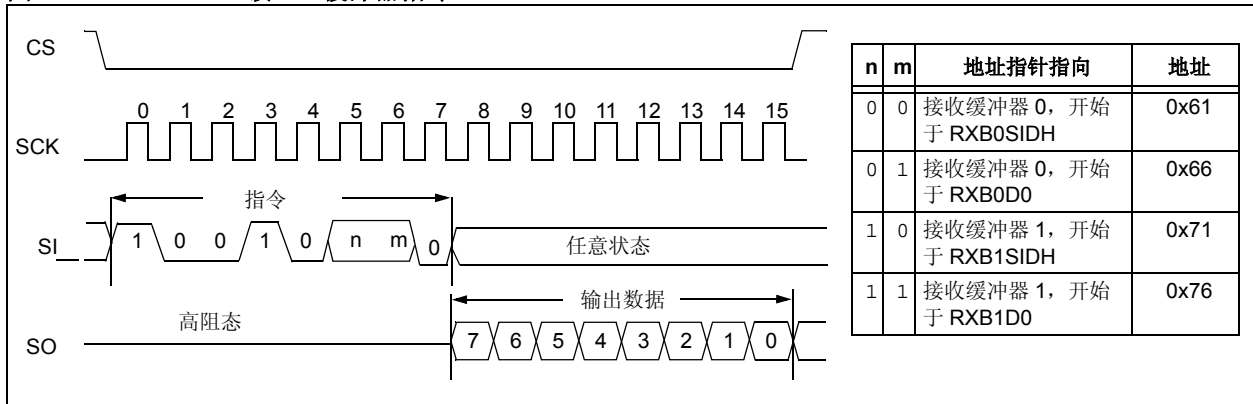 CS
SCK
0 1 2 3 4 5 6 7 8 9 10 11 12 13 14 15
指令
SI
1 0 0 1 0 n m 0
任意状态
输出数据
高阻态
SO
7 6 5 4 3 2 1 0
n m 地址指针指向 地址
0 0 接收缓冲器 0，开始 0x61
于 RXB0SIDH
0 1 接收缓冲器 0，开始 0x66
于 RXB0D0
1 0 接收缓冲器 1，开始 0x71
于 RXB1SIDH
1 1 接收缓冲器 1，开始 0x76
于 RXB1D0